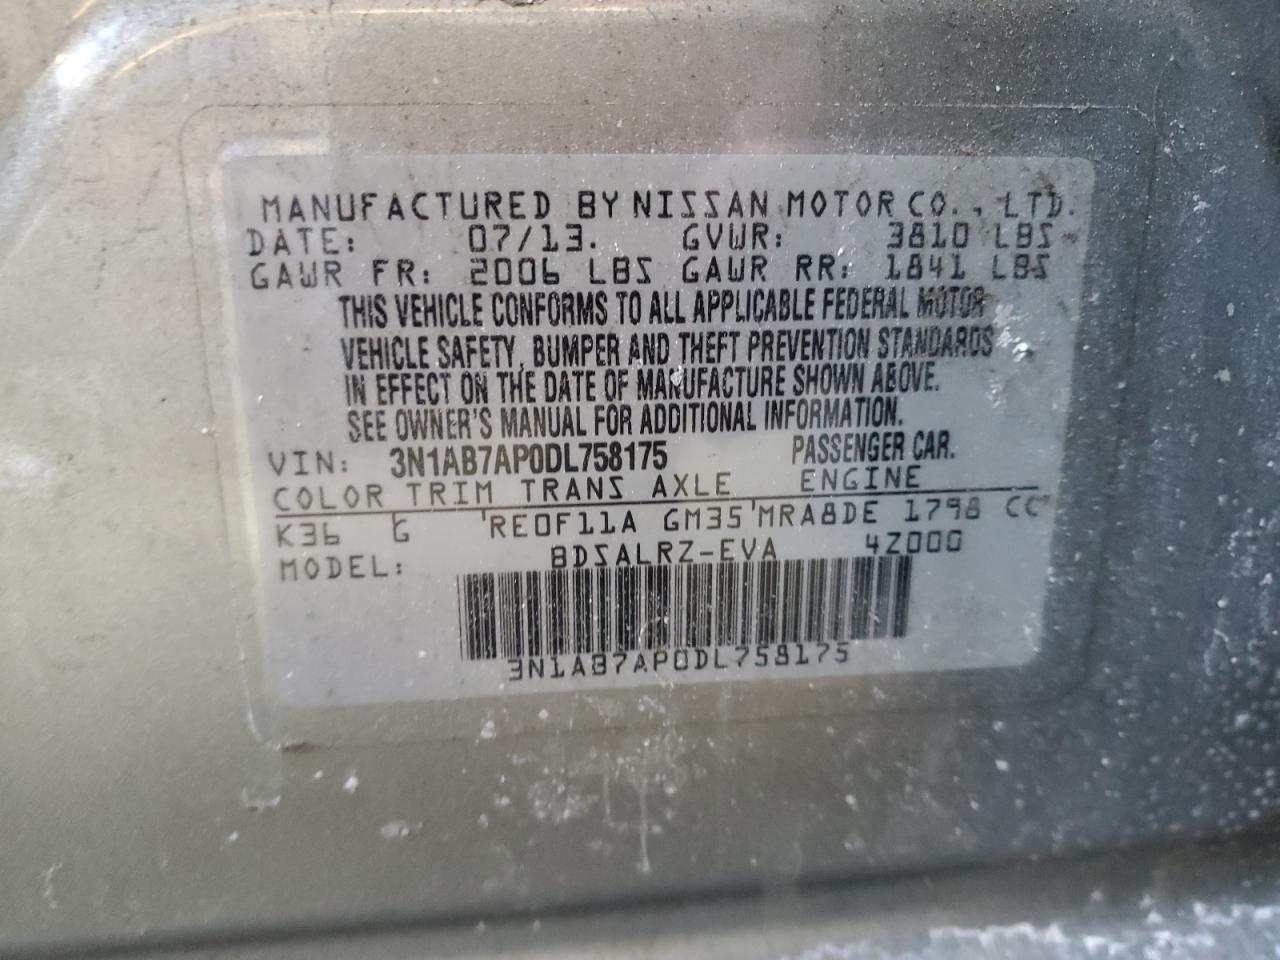 MANUFACTURED BY NISSAN MOTOR CO., LTD.
DATE: 07/13. GVWR: 3810 LBS
GAWR FR: 2006 LBS GAWR RR: 1841 LBS
THIS VEHICLE CONFORMS TO ALL APPLICABLE FEDERAL MOTOR
VEHICLE SAFETY, BUMPER AND THEFT PREVENTION STANDARDS
IN EFFECT ON THE DATE OF MANUFACTURE SHOWN ABOVE.
SEE OWNER'S MANUAL FOR ADDITIONAL INFORMATION.
VIN: 3N1AB7AP0DL758175 PASSENGER CAR.
COLOR TRIM TRANS AXLE ENGINE
K36 G RE0F11A GM35 MRA8DE 1798 CC
MODEL: BDSALRZ-EVA 4Z000
3N1AB7AP0DL758175